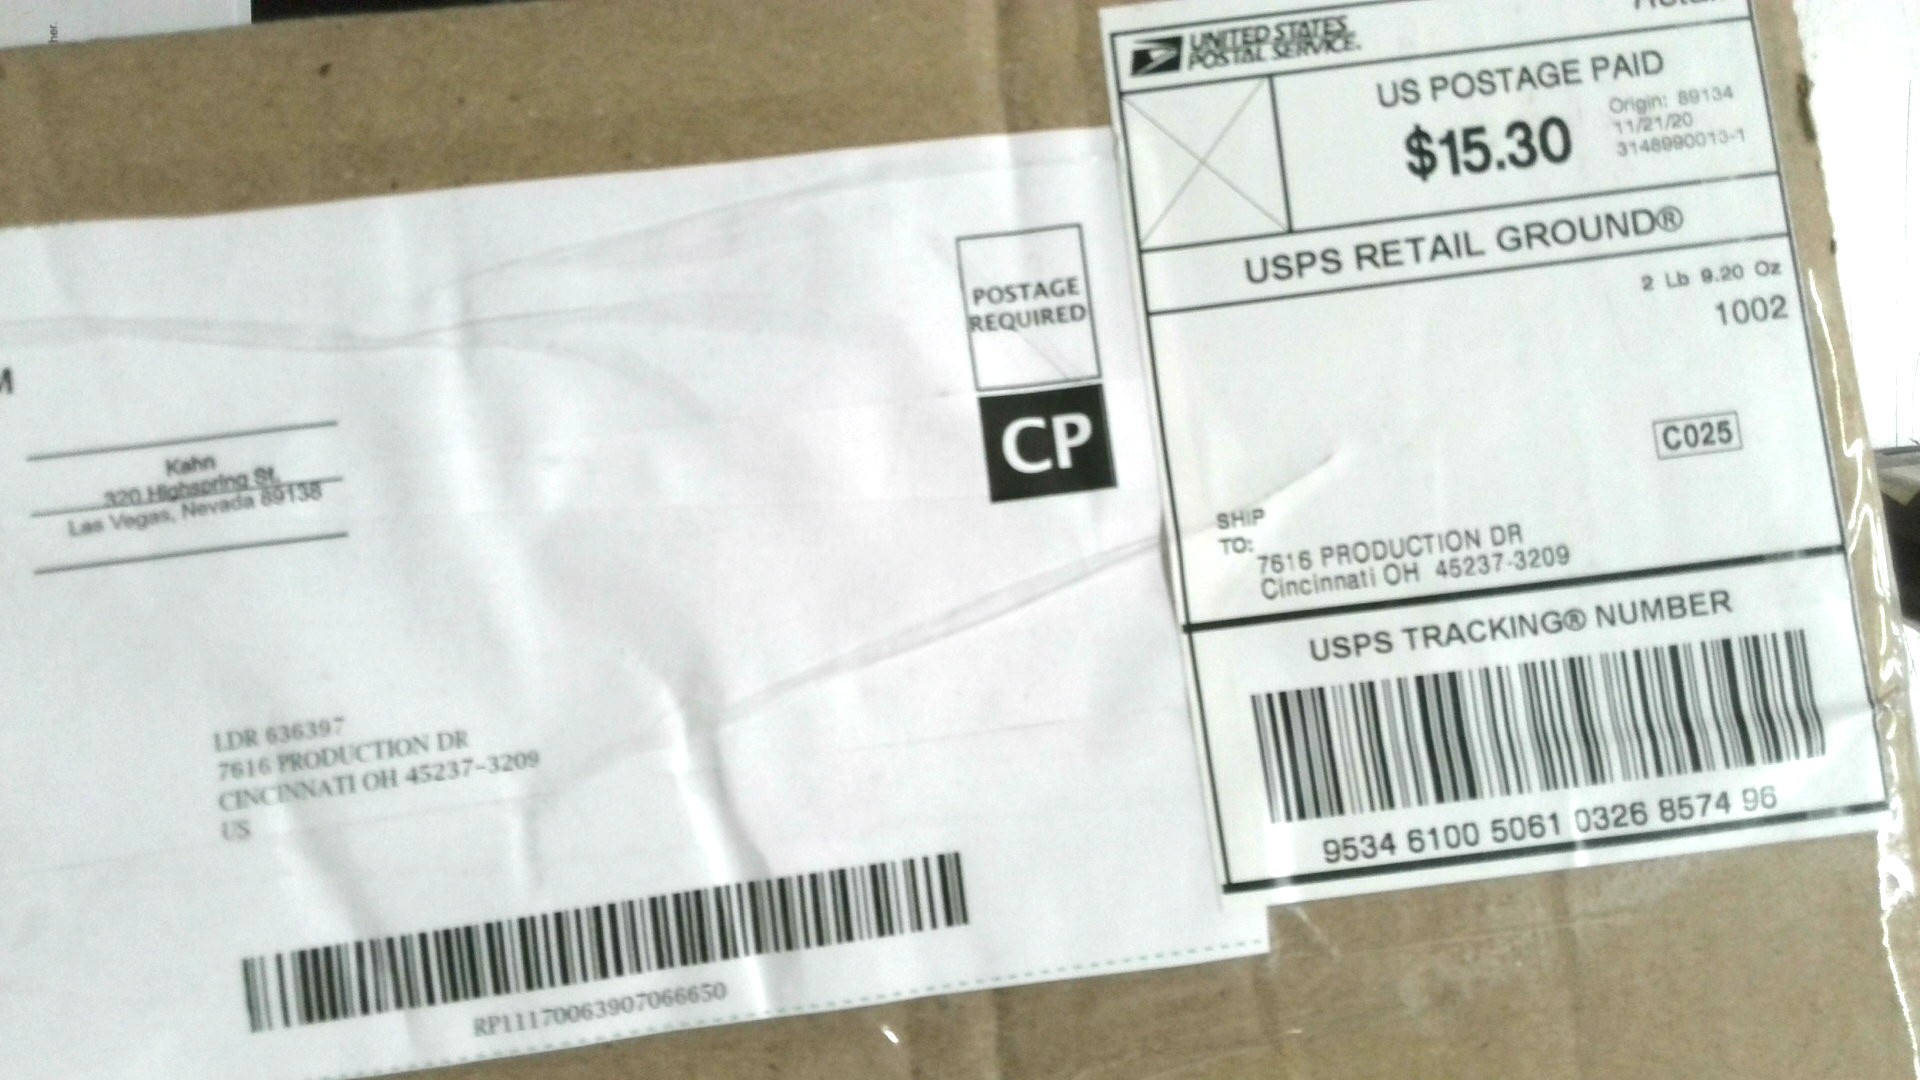 her.
M
Kahn
320 Highspring St.
Las Vegas, Nevada 89138
POSTAGE
REQUIRED
CP
LDR 636397
7616 PRODUCTION DR
CINCINNATI OH 45237-3209
US
RP11170063907066650
UNITED STATES
POSTAL SERVICE.
US POSTAGE PAID
$15.30
Origin: 89134
11/21/20
3148990013-1
USPS RETAIL GROUND®
2 Lb 9.20 Oz
1002
C025
SHIP
TO:
7616 PRODUCTION DR
Cincinnati OH 45237-3209
USPS TRACKING® NUMBER
9534 6100 5061 0326 8574 96